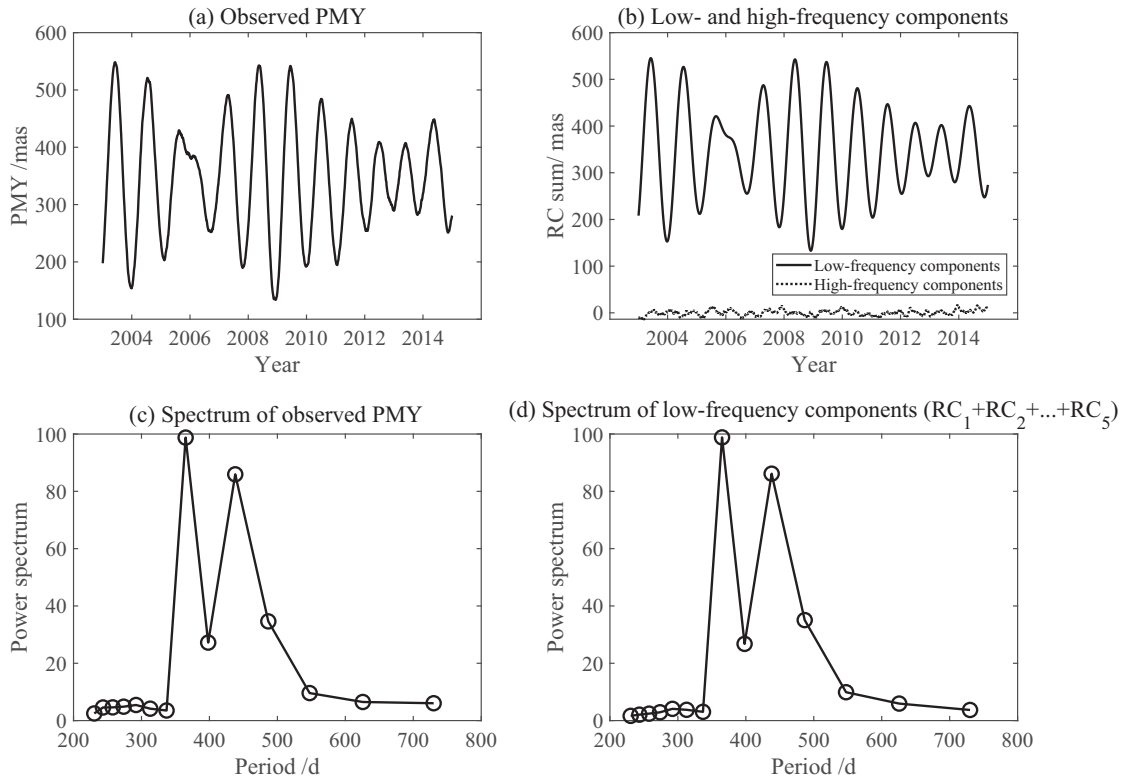 (a) Observed PMY
600
500
400
300
200
100
PMY /mas
2004 2006 2008 2010 2012 2014
Year
(b) Low- and high-frequency components
600
500
400
300
200
100
0
RC sum/ mas
Low-frequency components
High-frequency components
2004 2006 2008 2010 2012 2014
Year
(c) Spectrum of observed PMY
100
80
60
40
20
0
Power spectrum
200 300 400 500 600 700 800
Period /d
(d) Spectrum of low-frequency components (RC1+RC2+...+RC5)
100
80
60
40
20
0
Power spectrum
200 300 400 500 600 700 800
Period /d